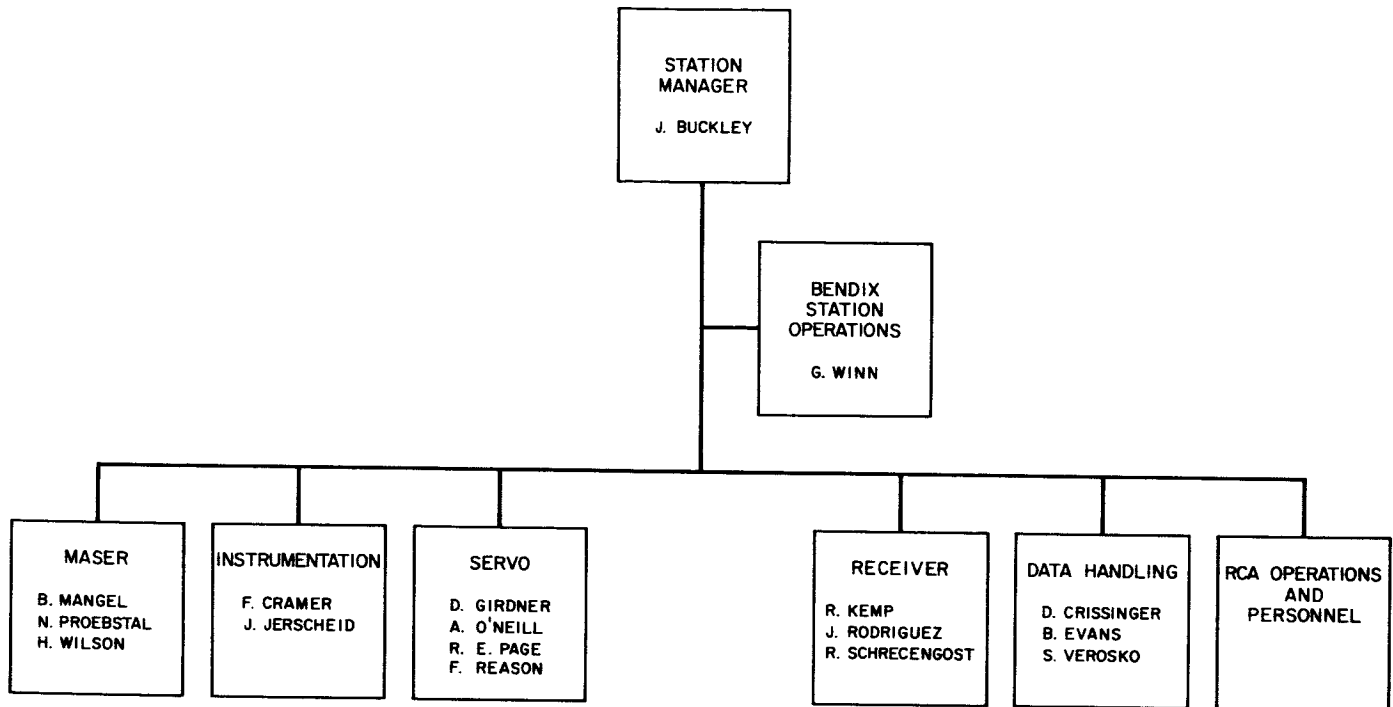 STATION
MANAGER
J. BUCKLEY
BENDIX
STATION
OPERATIONS
G. WINN
MASER
B. MANGEL
N. PROEBSTAL
H. WILSON
INSTRUMENTATION
F. CRAMER
J. JERSCHEID
SERVO
D. GIRDNER
A. O'NEILL
R. E. PAGE
F. REASON
RECEIVER
R. KEMP
J. RODRIGUEZ
R. SCHRECENGOST
DATA HANDLING
D. CRISSINGER
B. EVANS
S. VEROSKO
RCA OPERATIONS
AND
PERSONNEL